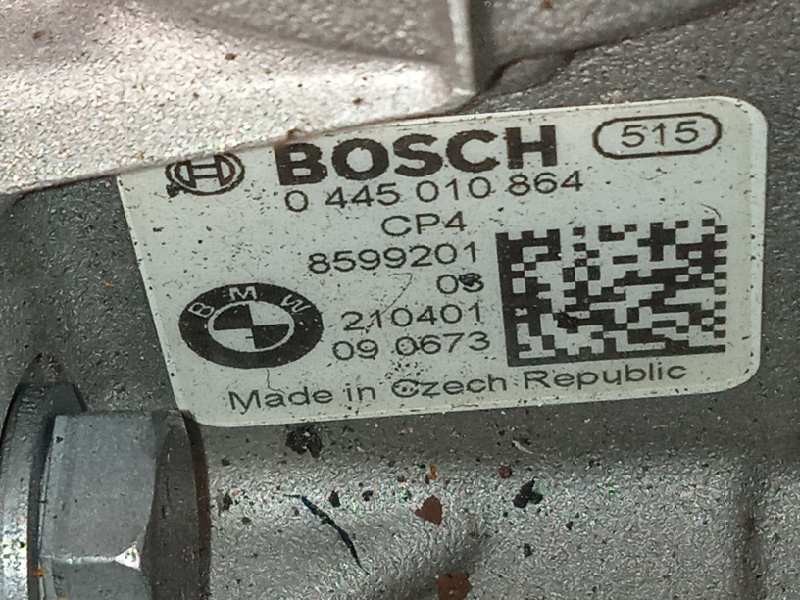 BOSCH 515
0 445 010 864
CP4
8599201
03
BMW
210401
09 0673
Made in Czech Republic